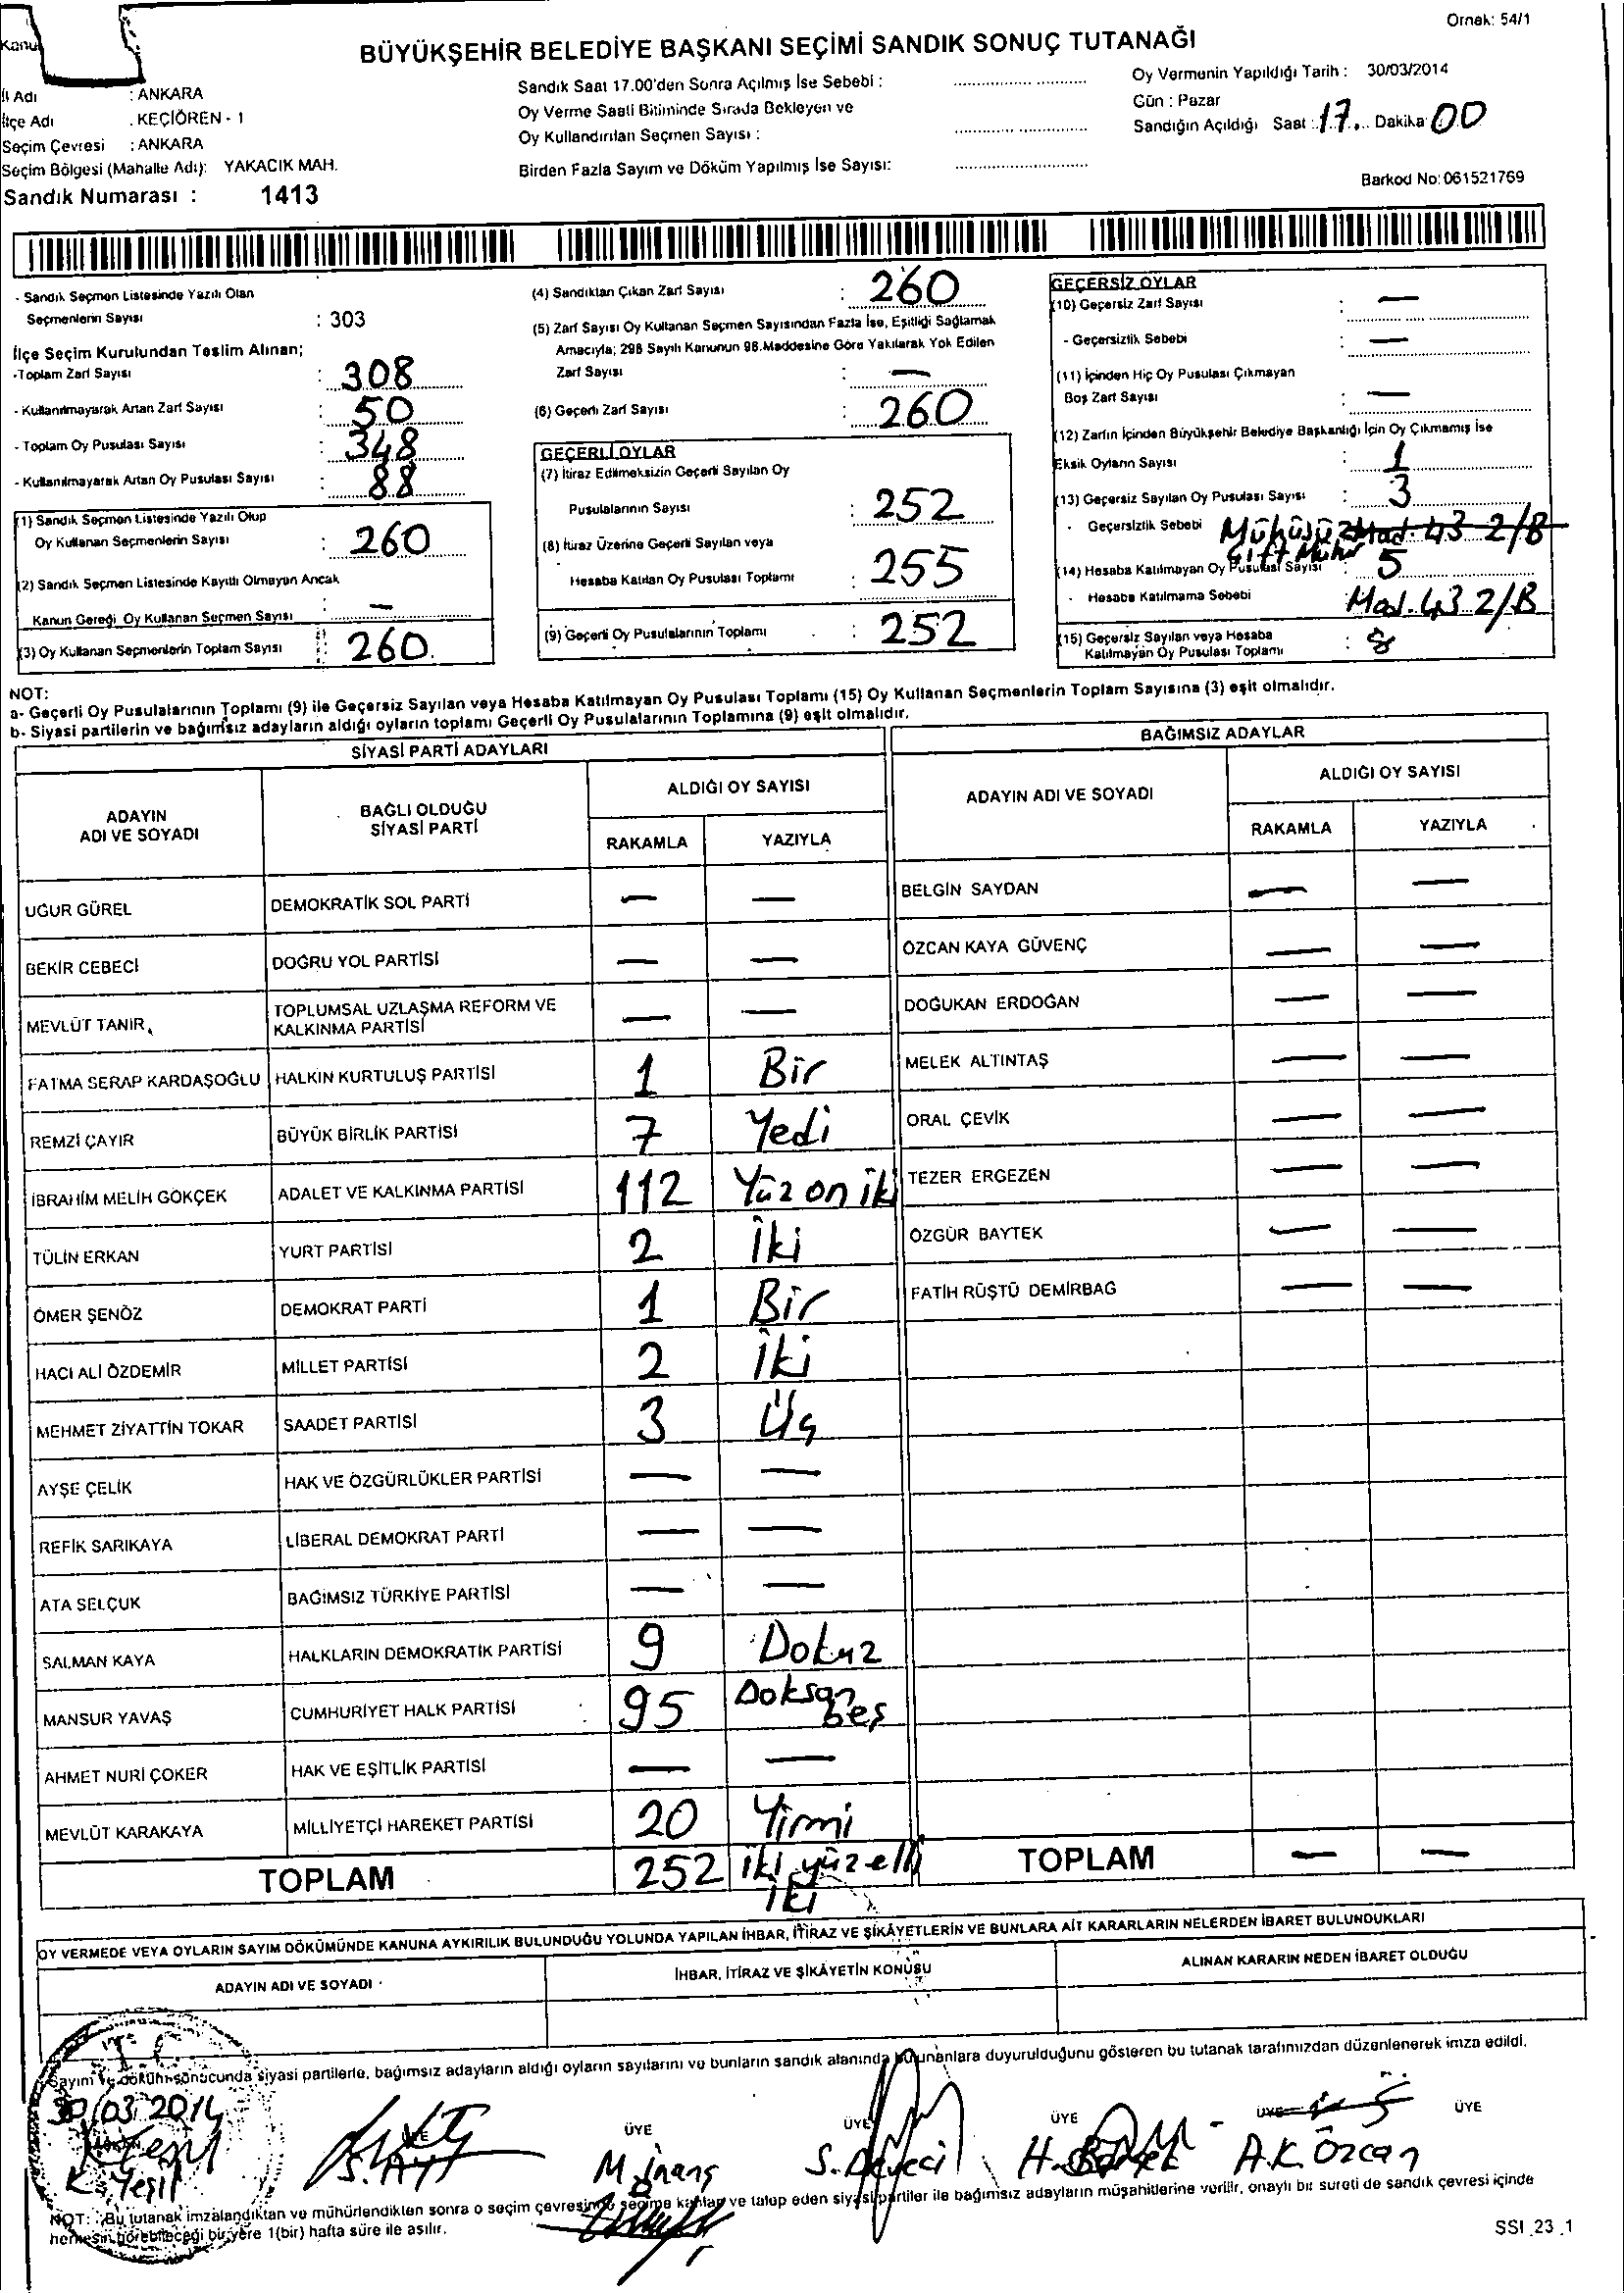 Örnek: 54/1
Kanu
BÜYÜKŞEHİR BELEDİYE BAŞKANI SEÇİMİ SANDIK SONUÇ TUTANAĞI
İl Adı : ANKARA
İlçe Adı : KEÇİÖREN - 1
Seçim Çevresi : ANKARA
Seçim Bölgesi (Mahalle Adı): YAKACIK MAH.
Sandık Numarası : 1413
Sandık Saat 17.00'den Sonra Açılmış İse Sebebi :
Oy Verme Saati Bitiminde Sırada Bekleyen ve
Oy Kullandırılan Seçmen Sayısı :
Birden Fazla Sayım ve Döküm Yapılmış İse Sayısı:
Oy Vermenin Yapıldığı Tarih : 30/03/2014
Gün : Pazar
Sandığın Açıldığı Saat : 17 Dakika 00
Barkod No: 061521769
- Sandık Seçmen Listesinde Yazılı Olan
Seçmenlerin Sayısı : 303
İlçe Seçim Kurulundan Teslim Alınan;
-Toplam Zarf Sayısı : 308
- Kullanılmayarak Artan Zarf Sayısı : 50
- Toplam Oy Pusulası Sayısı : 348
- Kullanılmayarak Artan Oy Pusulası Sayısı : 88
(1) Sandık Seçmen Listesinde Yazılı Olup
Oy Kullanan Seçmenlerin Sayısı : 260
(2) Sandık Seçmen Listesinde Kayıtlı Olmayan Ancak
Kanun Gereği Oy Kullanan Seçmen Sayısı : —
(3) Oy Kullanan Seçmenlerin Toplam Sayısı : 260
(4) Sandıktan Çıkan Zarf Sayısı : 260
(5) Zarf Sayısı Oy Kullanan Seçmen Sayısından Fazla İse, Eşitliği Sağlamak
Amacıyla; 298 Sayılı Kanunun 98.Maddesine Göre Yakılarak Yok Edilen
Zarf Sayısı : —
(6) Geçerli Zarf Sayısı : 260
GEÇERLİ OYLAR
(7) İtiraz Edilmeksizin Geçerli Sayılan Oy
Pusulalarının Sayısı : 252
(8) İtiraz Üzerine Geçerli Sayılan veya
Hesaba Katılan Oy Pusulası Toplamı : 255
(9) Geçerli Oy Pusulalarının Toplamı : 252
GEÇERSİZ OYLAR
(10) Geçersiz Zarf Sayısı : —
- Geçersizlik Sebebi : —
(11) İçinden Hiç Oy Pusulası Çıkmayan
Boş Zarf Sayısı : —
(12) Zarfın İçinden Büyükşehir Belediye Başkanlığı İçin Oy Çıkmamış İse
Eksik Oyların Sayısı : 1
(13) Geçersiz Sayılan Oy Pusulası Sayısı : 3
- Geçersizlik Sebebi Mühüsüz Mad. 43 2/B
Çift Mühür
(14) Hesaba Katılmayan Oy Pusulası Sayısı : 5
- Hesaba Katılmama Sebebi Mad. 43 2/B
(15) Geçersiz Sayılan veya Hesaba
Katılmayan Oy Pusulası Toplamı : 8
NOT:
a- Geçerli Oy Pusulalarının Toplamı (9) ile Geçersiz Sayılan veya Hesaba Katılmayan Oy Pusulası Toplamı (15) Oy Kullanan Seçmenlerin Toplam Sayısına (3) eşit olmalıdır.
b- Siyasi partilerin ve bağımsız adayların aldığı oyların toplamı Geçerli Oy Pusulalarının Toplamına (9) eşit olmalıdır.
SİYASİ PARTİ ADAYLARI
ADAYIN ADI VE SOYADI
BAĞLI OLDUĞU SİYASİ PARTİ
ALDIĞI OY SAYISI
RAKAMLA YAZIYLA
UĞUR GÜREL DEMOKRATİK SOL PARTİ — —
BEKİR CEBECİ DOĞRU YOL PARTİSİ — —
MEVLÜT TANIR TOPLUMSAL UZLAŞMA REFORM VE KALKINMA PARTİSİ — —
FATMA SERAP KARDAŞOĞLU HALKIN KURTULUŞ PARTİSİ 1 Bir
REMZİ ÇAYIR BÜYÜK BİRLİK PARTİSİ 7 Yedi
İBRAHİM MELİH GÖKÇEK ADALET VE KALKINMA PARTİSİ 112 Yüz on iki
TÜLİN ERKAN YURT PARTİSİ 2 İki
ÖMER ŞENÖZ DEMOKRAT PARTİ 1 Bir
HACI ALİ ÖZDEMİR MİLLET PARTİSİ 2 İki
MEHMET ZİYATTİN TOKAR SAADET PARTİSİ 3 Üç
AYŞE ÇELİK HAK VE ÖZGÜRLÜKLER PARTİSİ — —
REFİK SARIKAYA LİBERAL DEMOKRAT PARTİ — —
ATA SELÇUK BAĞIMSIZ TÜRKİYE PARTİSİ — —
SALMAN KAYA HALKLARIN DEMOKRATİK PARTİSİ 9 Dokuz
MANSUR YAVAŞ CUMHURİYET HALK PARTİSİ 95 Doksan beş
AHMET NURİ ÇOKER HAK VE EŞİTLİK PARTİSİ — —
MEVLÜT KARAKAYA MİLLİYETÇİ HAREKET PARTİSİ 20 Yirmi
TOPLAM 252 iki yüz elli iki
BAĞIMSIZ ADAYLAR
ADAYIN ADI VE SOYADI
ALDIĞI OY SAYISI
RAKAMLA YAZIYLA
BELGİN SAYDAN — —
ÖZCAN KAYA GÜVENÇ — —
DOĞUKAN ERDOĞAN — —
MELEK ALTINTAŞ — —
ORAL ÇEVİK — —
TEZER ERGEZEN — —
ÖZGÜR BAYTEK — —
FATİH RÜŞTÜ DEMİRBAĞ — —
TOPLAM — —
OY VERMEDE VEYA OYLARIN SAYIM DÖKÜMÜNDE KANUNA AYKIRILIK BULUNDUĞU YOLUNDA YAPILAN İHBAR, İTİRAZ VE ŞİKÂYETLERİN VE BUNLARA AİT KARARLARIN NELERDEN İBARET BULUNDUKLARI
ADAYIN ADI VE SOYADI
İHBAR, İTİRAZ VE ŞİKÂYETİN KONUSU
ALINAN KARARIN NEDEN İBARET OLDUĞU
T.C.
Sayım ve döküm sonucunda siyasi partilerle, bağımsız adayların aldığı oyların sayılarını ve bunların sandık alanında bulunanlara duyurulduğunu gösteren bu tutanak tarafımızdan düzenlenerek imza edildi.
30/03/2014
ÜYE ÜYE ÜYE ÜYE ÜYE
K. Yeşil
M. İnanç
A.K. Özcan
NOT: Bu tutanak imzalandıktan ve mühürlendikten sonra o seçim çevresinde seçime katılan ve talep eden siyasi partiler ile bağımsız adayların müşahitlerine verilir, onaylı bir sureti de sandık çevresi içinde
herkesin görebileceği bir yere 1(bir) hafta süre ile asılır.
SSI_23_1